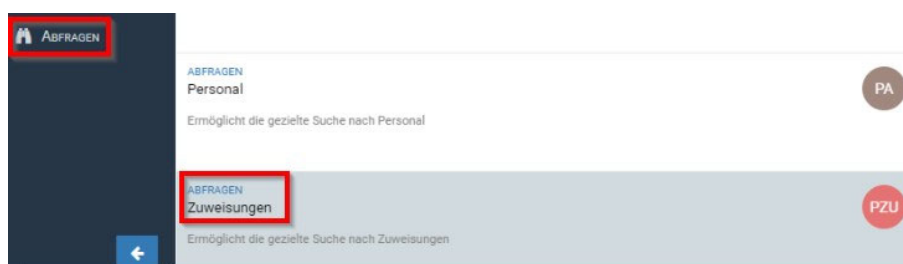 ABFRAGEN
ABFRAGEN
Personal
PA
Ermöglicht die gezielte Suche nach Personal
ABFRAGEN
Zuweisungen
PZU
Ermöglicht die gezielte Suche nach Zuweisungen